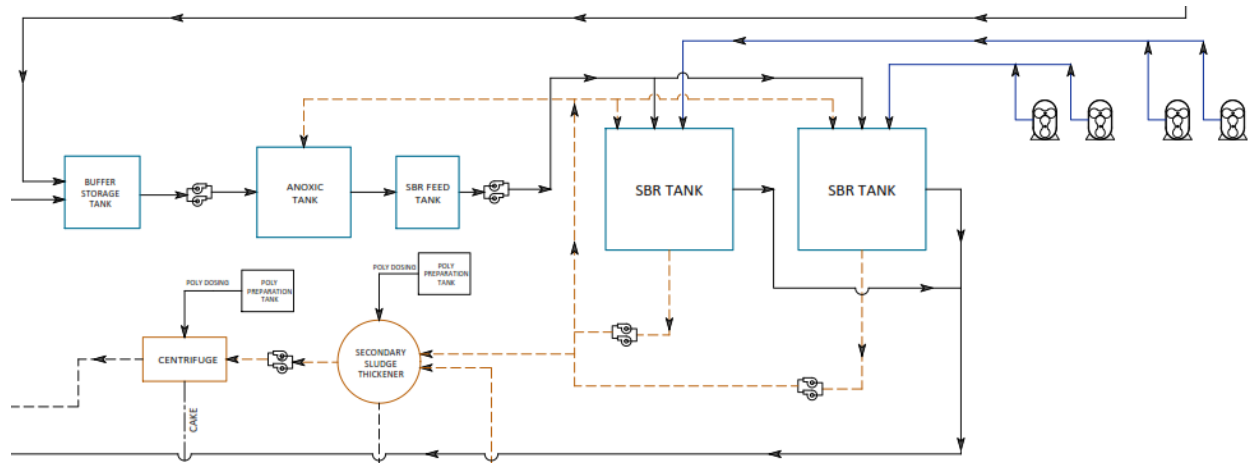 BUFFER
STORAGE
TANK
ANOXIC
TANK
SBR FEED
TANK
SBR TANK
SBR TANK
POLY DOSING
POLY
PREPARATION
TANK
POLY DOSING
POLY
PREPARATION
TANK
CENTRIFUGE
SECONDARY
SLUDGE
THICKENER
CAKE